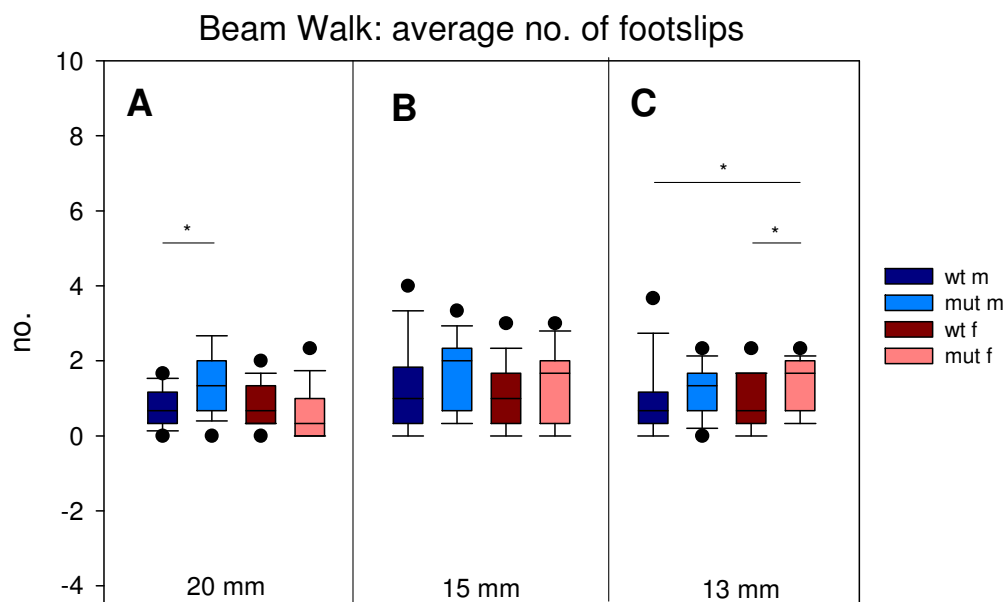 Beam Walk: average no. of footslips
10
8
6
4
2
0
-2
-4
no.
A
B
C
*
*
*
20 mm
15 mm
13 mm
wt m
mut m
wt f
mut f